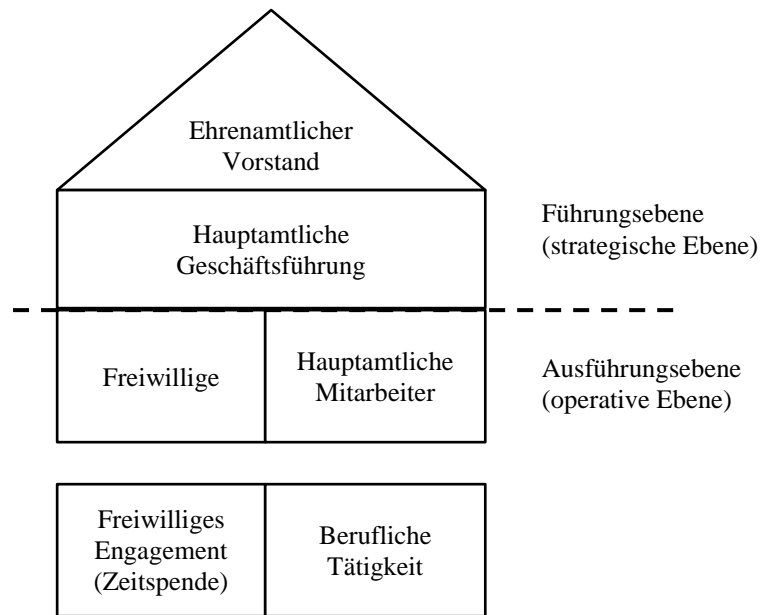 Ehrenamtlicher
Vorstand
Hauptamtliche
Geschäftsführung
Führungsebene
(strategische Ebene)
Freiwillige
Hauptamtliche
Mitarbeiter
Ausführungsebene
(operative Ebene)
Freiwilliges
Engagement
(Zeitspende)
Berufliche
Tätigkeit